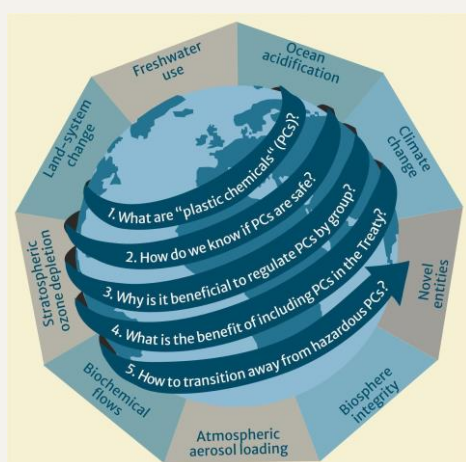 Freshwater
use
Ocean
acidification
Land-system
change
Climate
change
Stratospheric
ozone depletion
Novel
entities
Biochemical
flows
Biosphere
integrity
Atmospheric
aerosol loading
1. What are "plastic chemicals“ (PCs)?
2. How do we know if PCs are safe?
3. Why is it beneficial to regulate PCs by group?
4. What is the benefit of including PCs in the Treaty?
5. How to transition away from hazardous PCs?